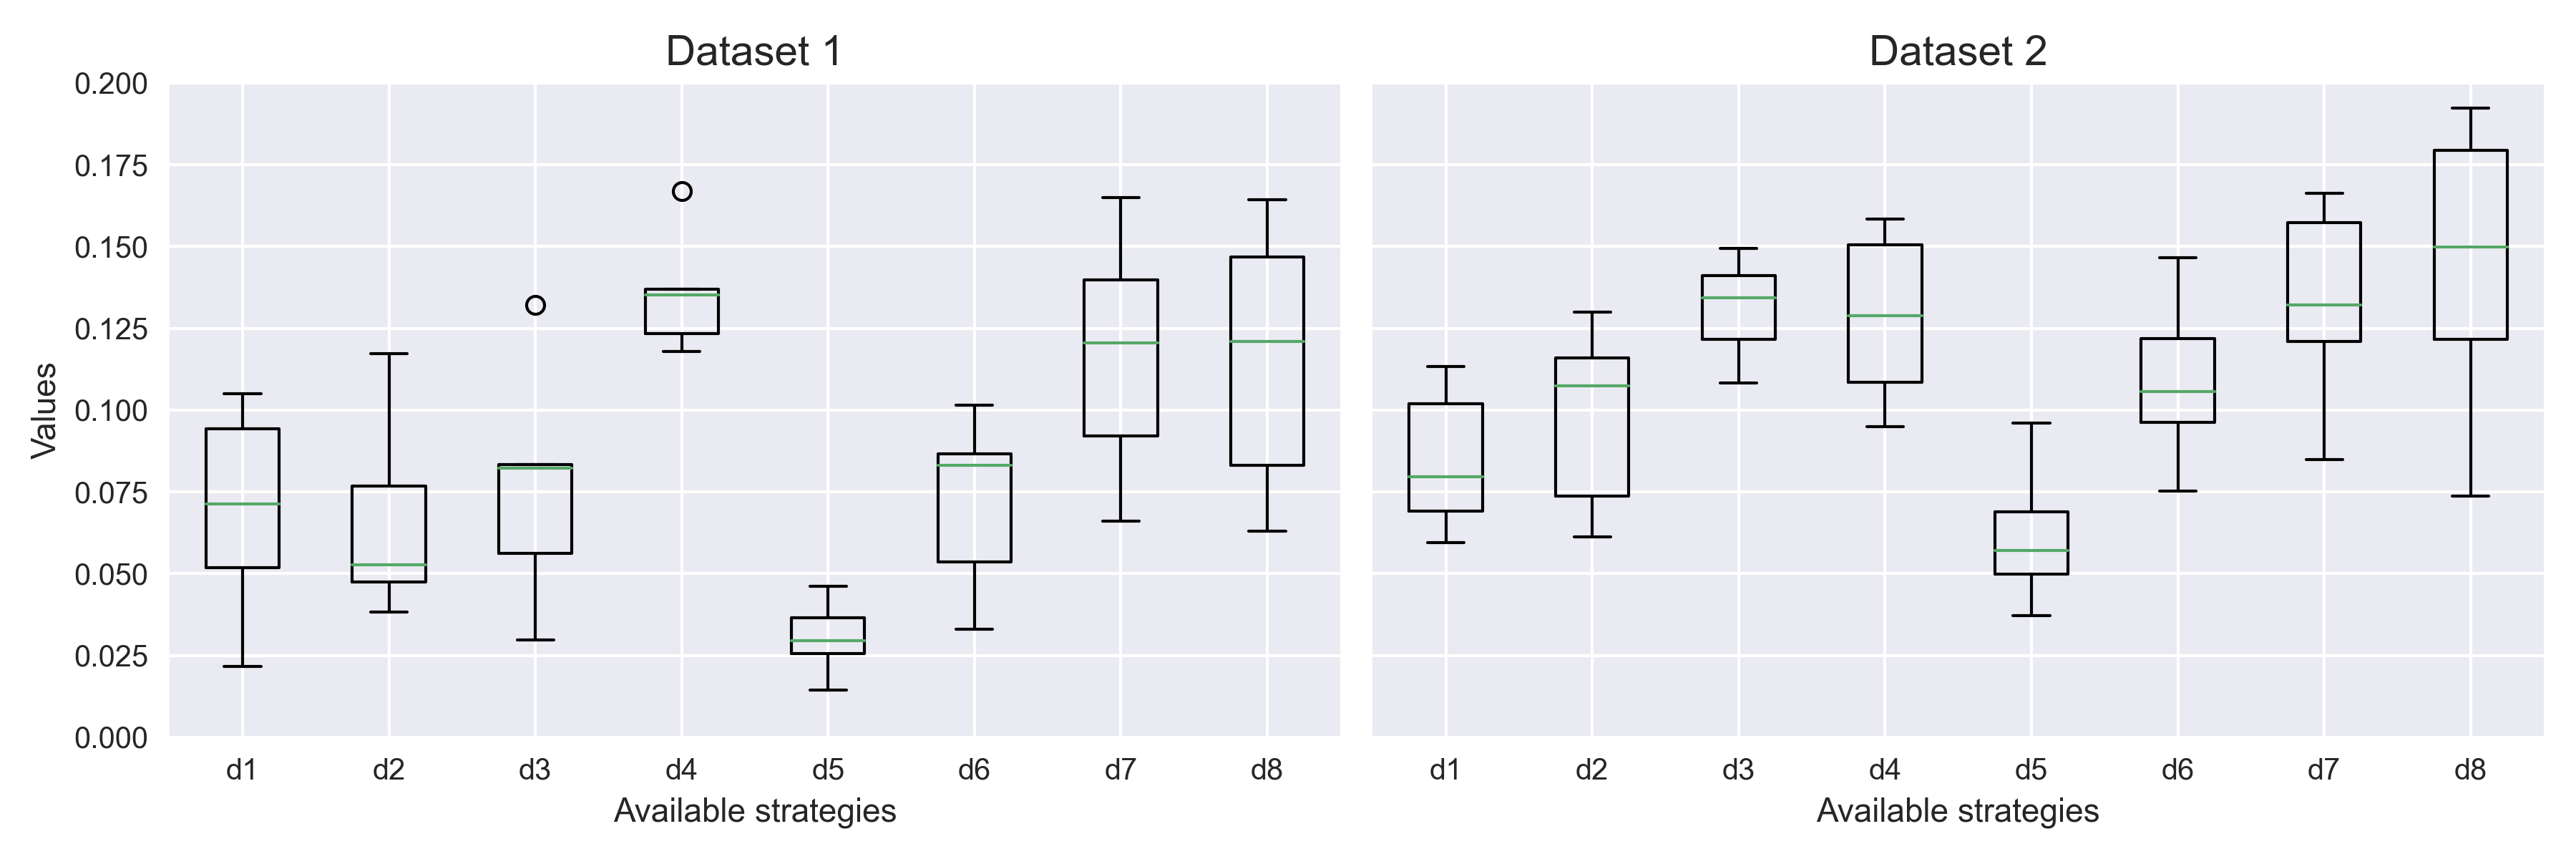 Dataset 1
Dataset 2
0.200
0.175
0.150
0.125
0.100
0.075
0.050
0.025
0.000
Values
d1 d2 d3 d4 d5 d6 d7 d8
d1 d2 d3 d4 d5 d6 d7 d8
Available strategies
Available strategies